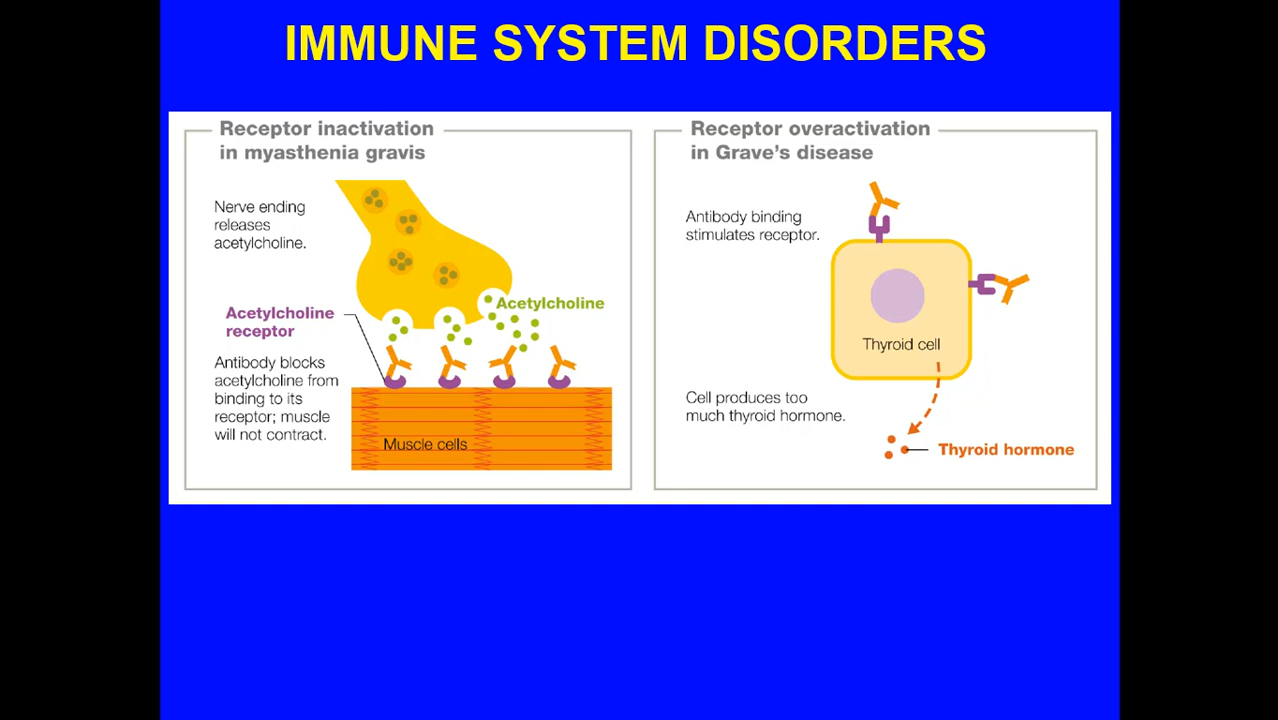 IMMUNE SYSTEM DISORDERS
Receptor inactivation
in myasthenia gravis
Nerve ending
releases
acetylcholine.
Acetylcholine
Acetylcholine
receptor
Antibody blocks
acetylcholine from
binding to its
receptor; muscle
will not contract.
Muscle cells
Receptor overactivation
in Grave's disease
Antibody binding
stimulates receptor.
Thyroid cell
Cell produces too
much thyroid hormone.
Thyroid hormone